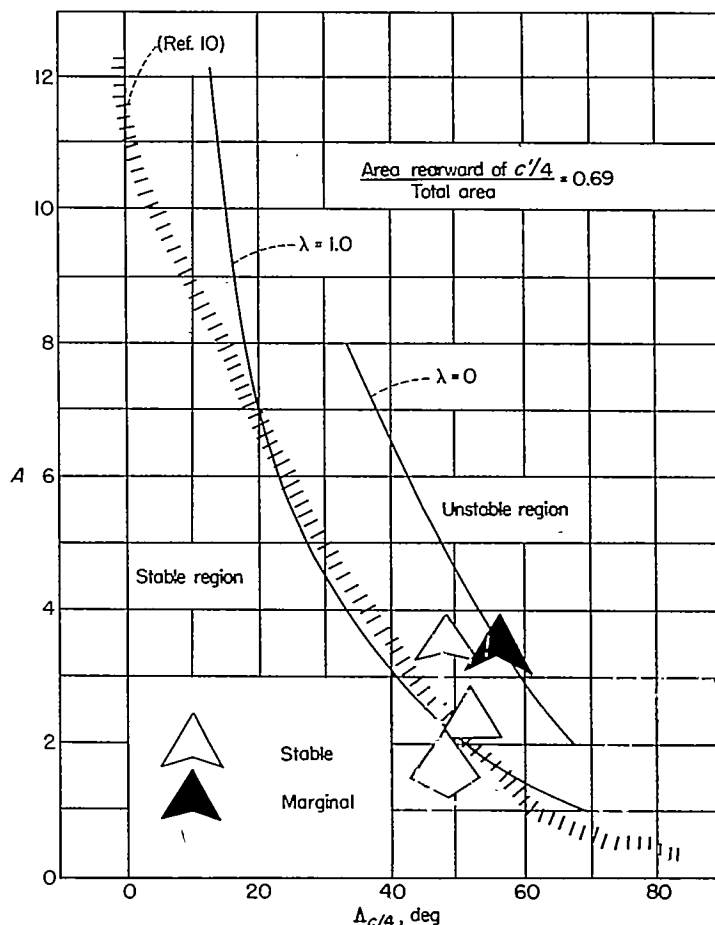 (Ref. 10)
12
Area rearward of c'/4
Total area
= 0.69
10
λ = 1.0
8
λ = 0
A
6
Unstable region
Stable region
4
2
Stable
Marginal
0
0 20 40 60 80
Λc/4, deg